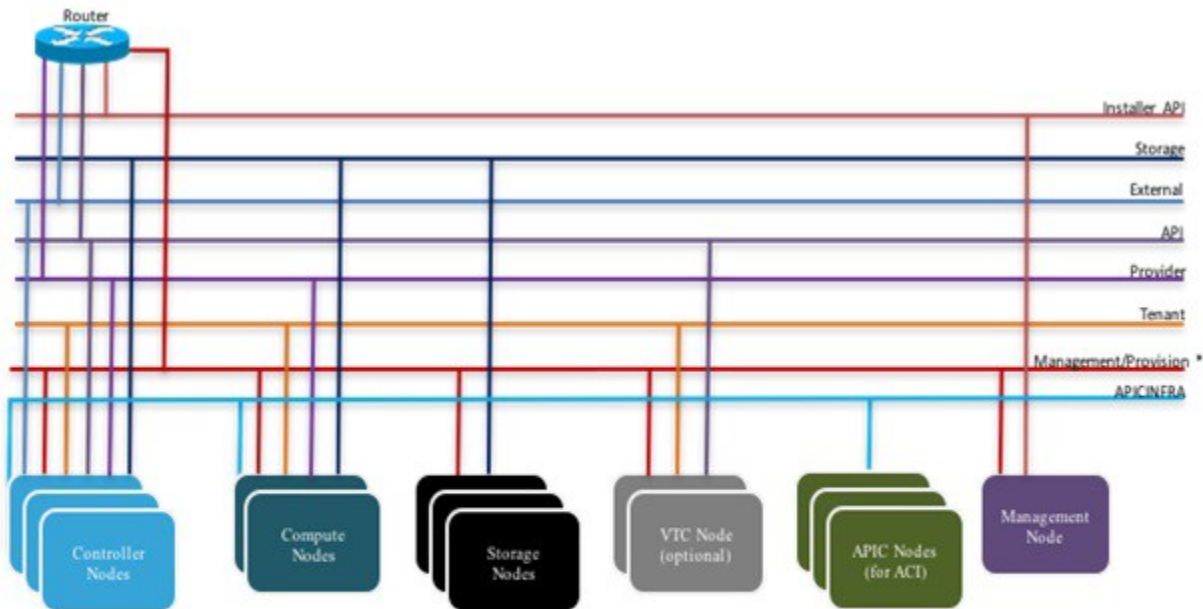 Router
Installer API
Storage
External
API
Provider
Tenant
Management/Provision *
APICINFRA
Controller
Nodes
Compute
Nodes
Storage
Nodes
VTC Node
(optional)
APIC Nodes
(for ACI)
Management
Node